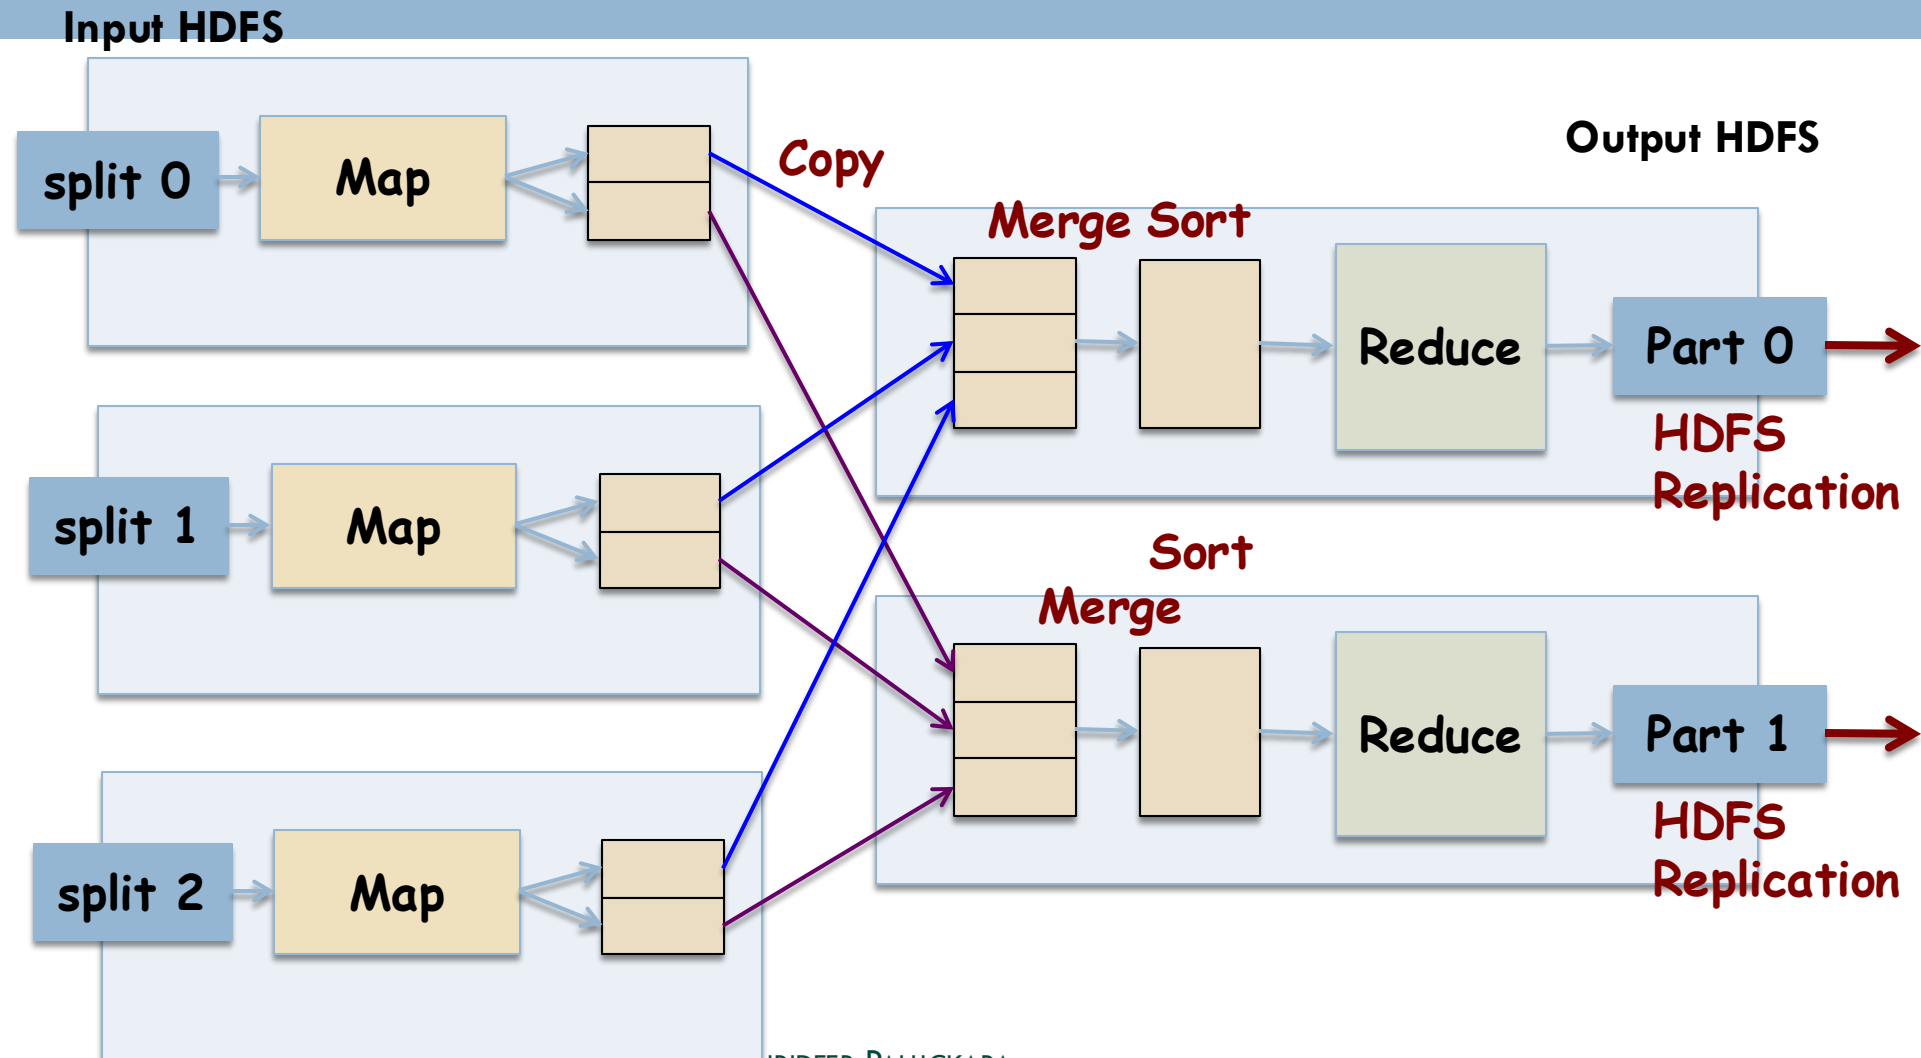 Input HDFS
Output HDFS
split 0
Map
Copy
Merge Sort
Reduce
Part 0
HDFS
Replication
split 1
Map
Sort
Merge
Reduce
Part 1
HDFS
Replication
split 2
Map